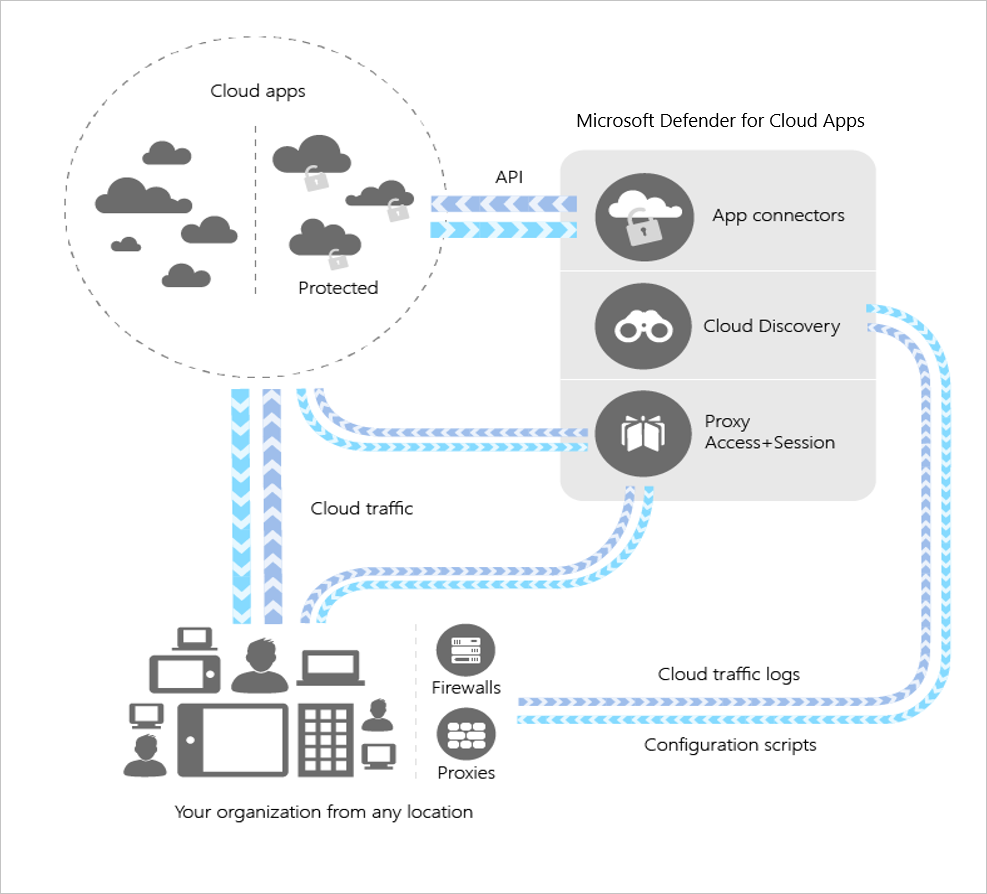 Cloud apps
Protected
API
Microsoft Defender for Cloud Apps
App connectors
Cloud Discovery
Proxy
Access+Session
Cloud traffic
Firewalls
Proxies
Cloud traffic logs
Configuration scripts
Your organization from any location